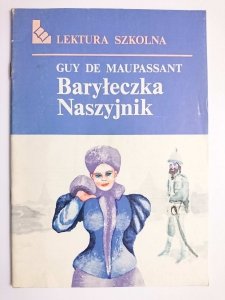 LEKTURA SZKOLNA
GUY DE MAUPASSANT
Baryłeczka
Naszyjnik